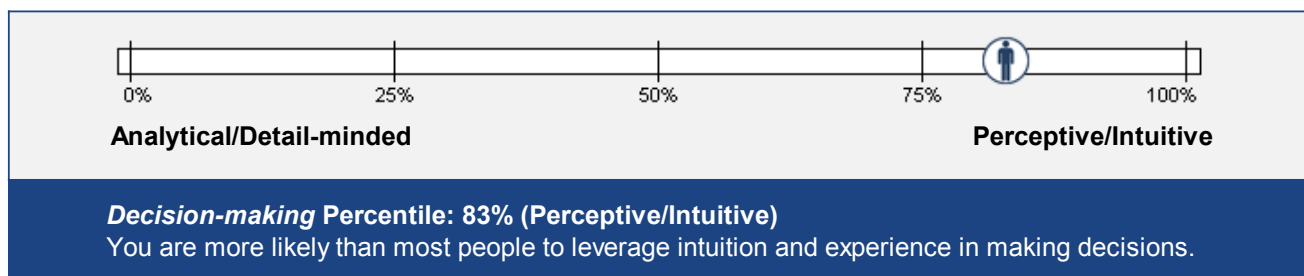 0% 25% 50% 75% 100%
Analytical/Detail-minded Perceptive/Intuitive
Decision-making Percentile: 83% (Perceptive/Intuitive)
You are more likely than most people to leverage intuition and experience in making decisions.